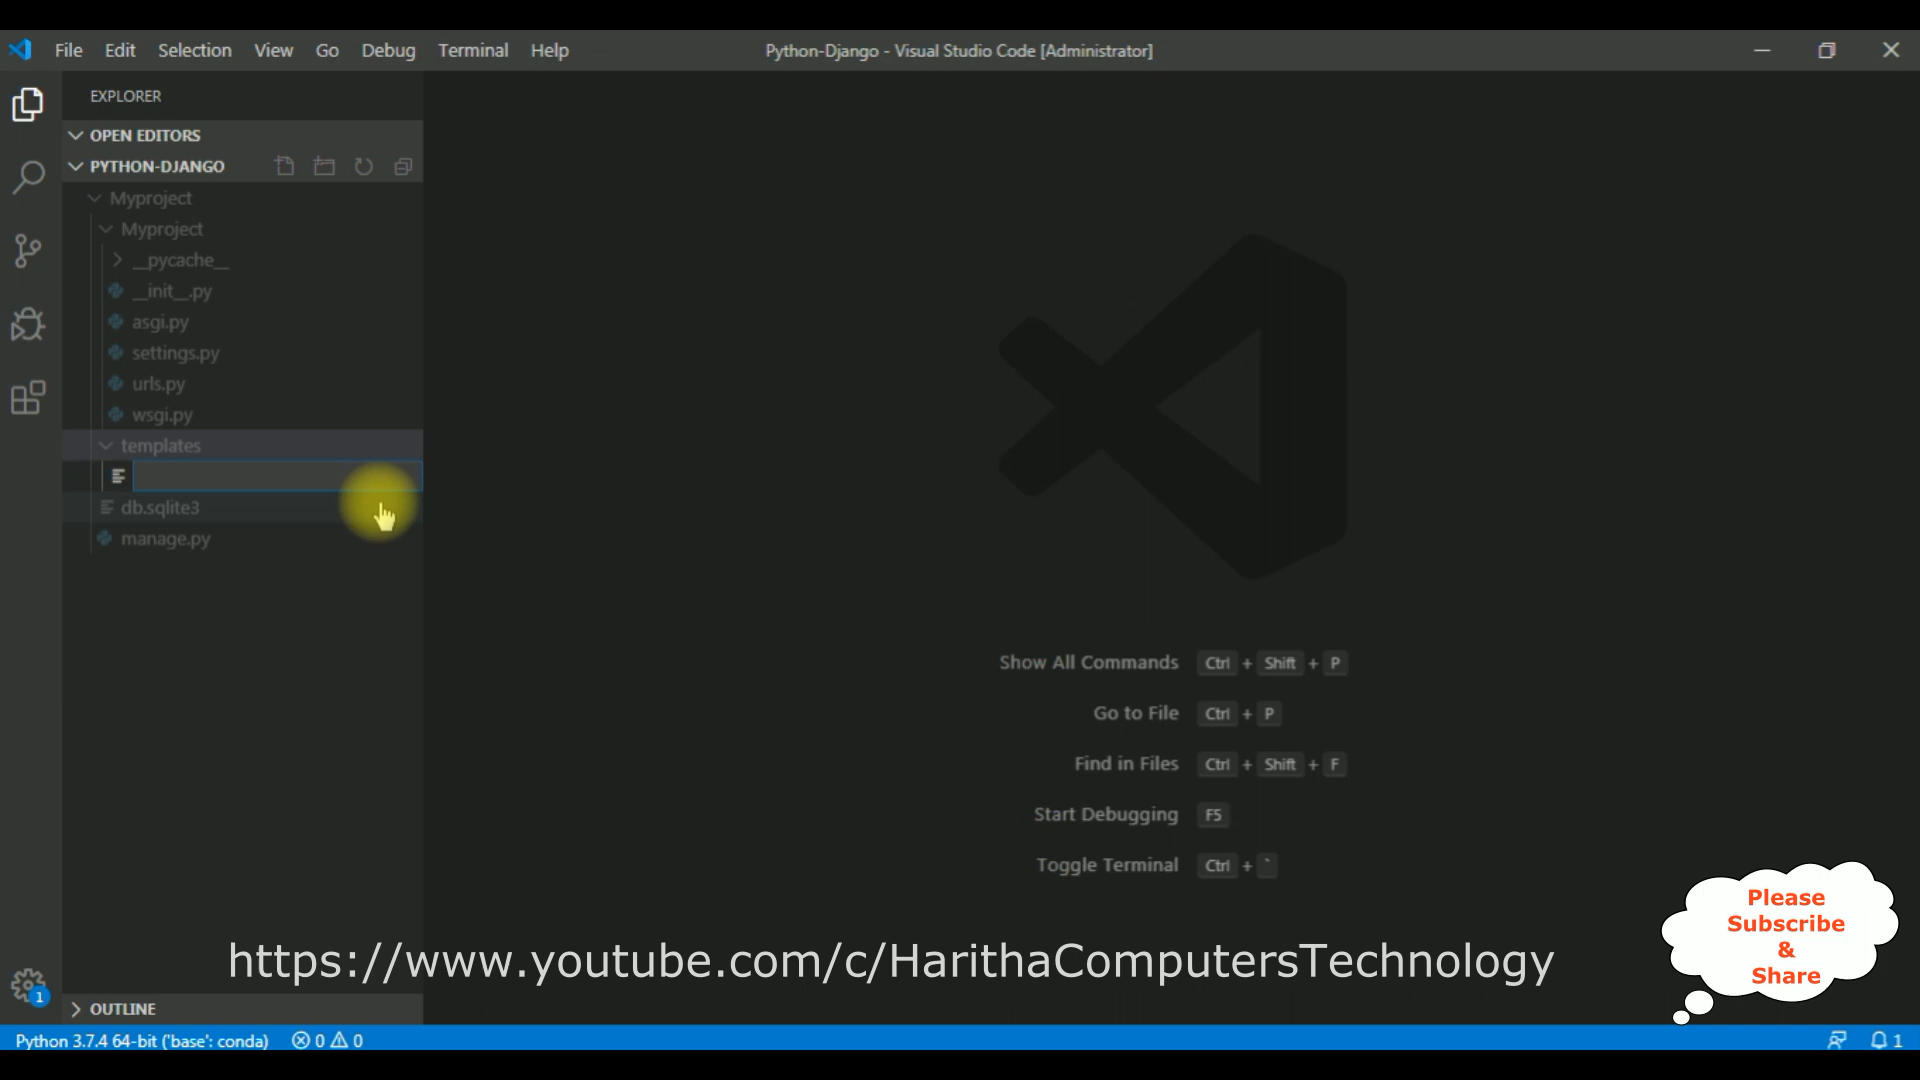 File Edit Selection View Go Debug Terminal Help
Python-Django - Visual Studio Code [Administrator]
EXPLORER
OPEN EDITORS
PYTHON-DJANGO
Myproject
Myproject
__pycache__
__init__.py
asgi.py
settings.py
urls.py
wsgi.py
templates
db.sqlite3
manage.py
Show All Commands Ctrl + Shift + P
Go to File Ctrl + P
Find in Files Ctrl + Shift + F
Start Debugging F5
Toggle Terminal Ctrl + `
Please
Subscribe
&
Share
https://www.youtube.com/c/HarithaComputersTechnology
1
OUTLINE
Python 3.7.4 64-bit ('base': conda) 0 0 1